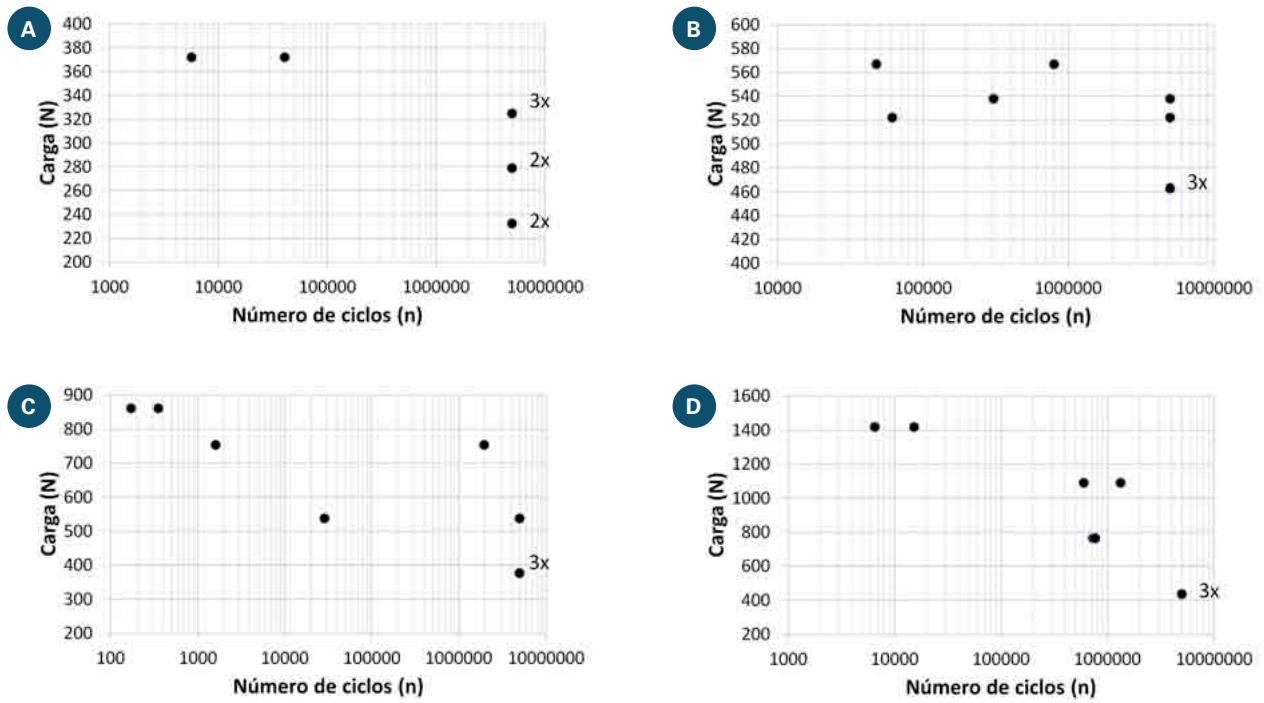 A
400
380
360
340
320
300
280
260
240
220
200
Carga (N)
3x
2x
2x
1000 10000 100000 1000000 10000000
Número de ciclos (n)
B
600
580
560
540
520
500
480
460
440
420
400
Carga (N)
3x
10000 100000 1000000 10000000
Número de ciclos (n)
C
900
800
700
600
500
400
300
200
Carga (N)
3x
100 1000 10000 100000 1000000 10000000
Número de ciclos (n)
D
1600
1400
1200
1000
800
600
400
200
Carga (N)
3x
1000 10000 100000 1000000 10000000
Número de ciclos (n)